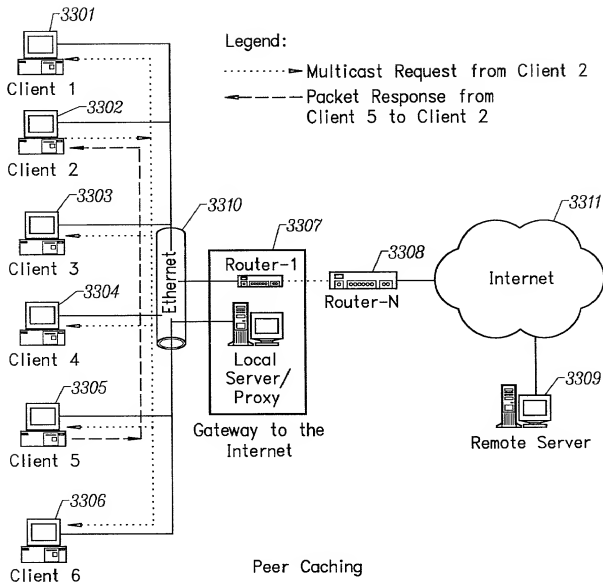 3301
Client 1
3302
Client 2
3303
Client 3
3304
Client 4
3305
Client 5
3306
Client 6
Legend:
Multicast Request from Client 2
Packet Response from
Client 5 to Client 2
3310
Ethernet
3307
Router-1
Local
Server/
Proxy
Gateway to the
Internet
3308
Router-N
3311
Internet
3309
Remote Server
Peer Caching